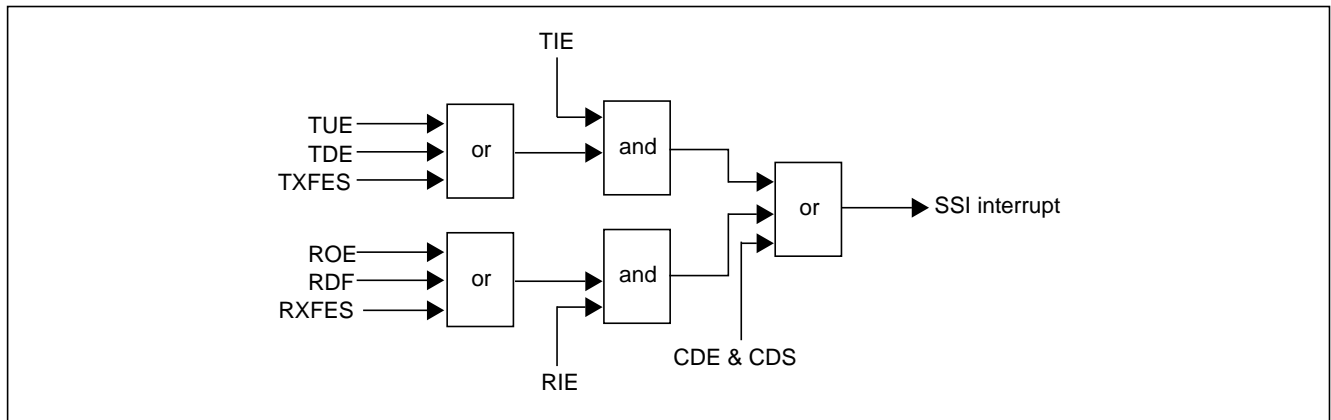 TIE
TUE
TDE
TXFES
or
and
or
SSI interrupt
ROE
RDF
RXFES
or
and
CDE & CDS
RIE